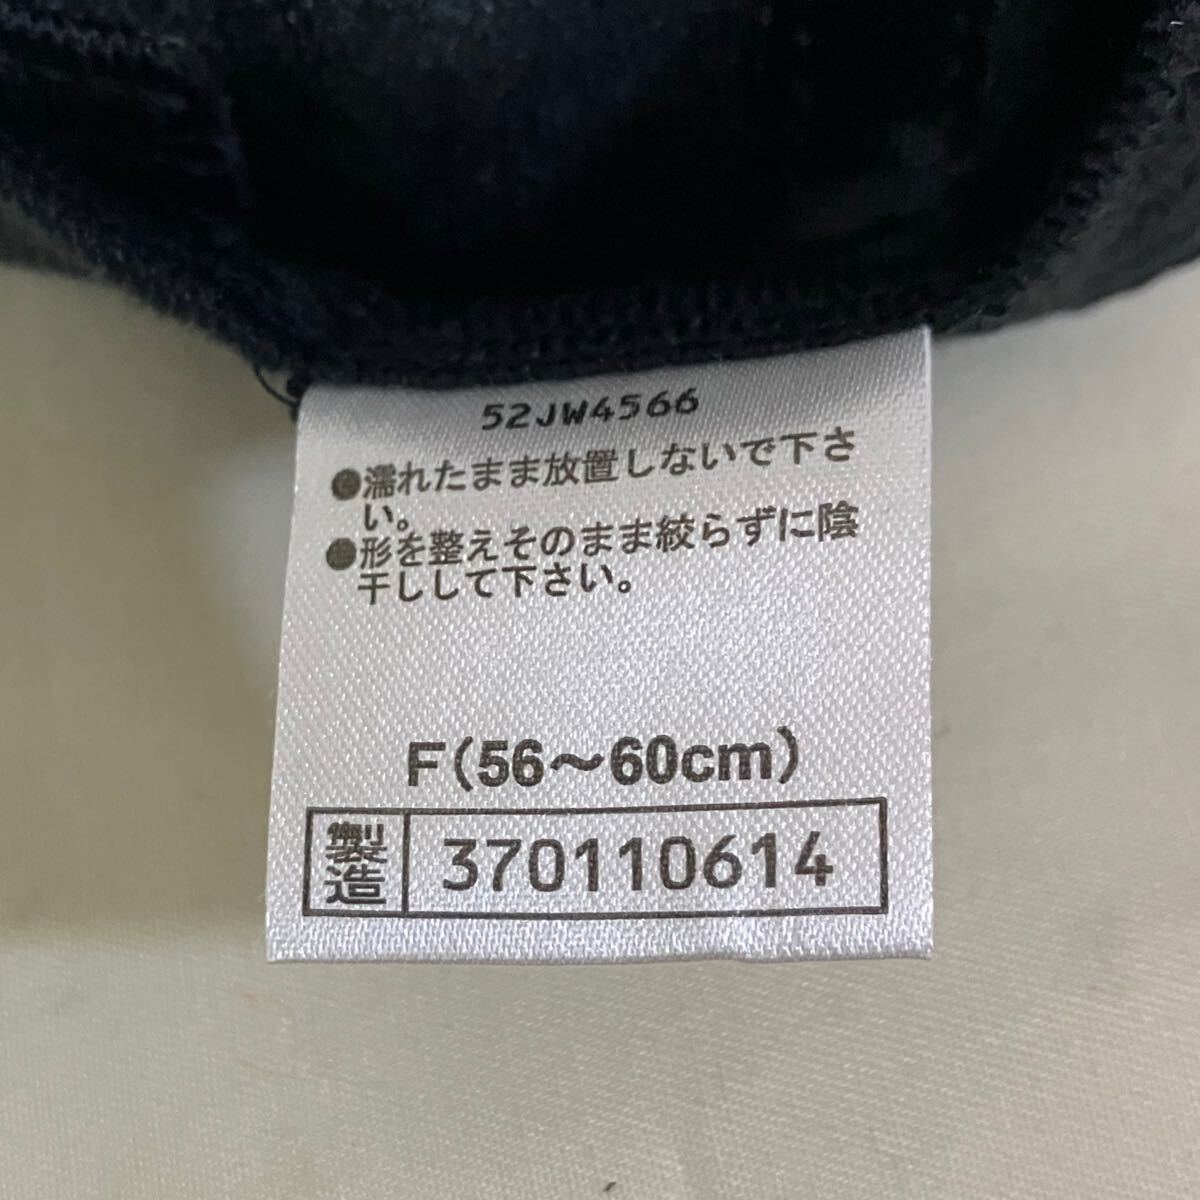 52JW4566
●濡れたまま放置しないで下さ
い。
●形を整えそのまま絞らずに陰
干しして下さい。
F(56～60cm)
製造 370110614